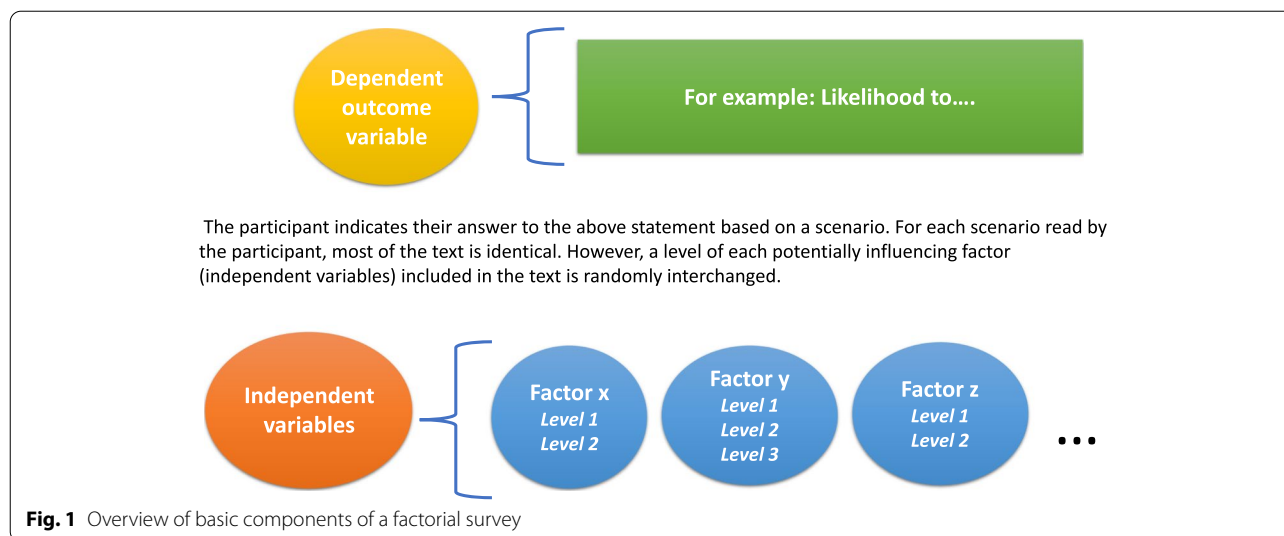 Dependent
outcome
variable
For example: Likelihood to....
The participant indicates their answer to the above statement based on a scenario. For each scenario read by
the participant, most of the text is identical. However, a level of each potentially influencing factor
(independent variables) included in the text is randomly interchanged.
Independent
variables
Factor x
Level 1
Level 2
Factor y
Level 1
Level 2
Level 3
Factor z
Level 1
Level 2
...
Fig. 1 Overview of basic components of a factorial survey